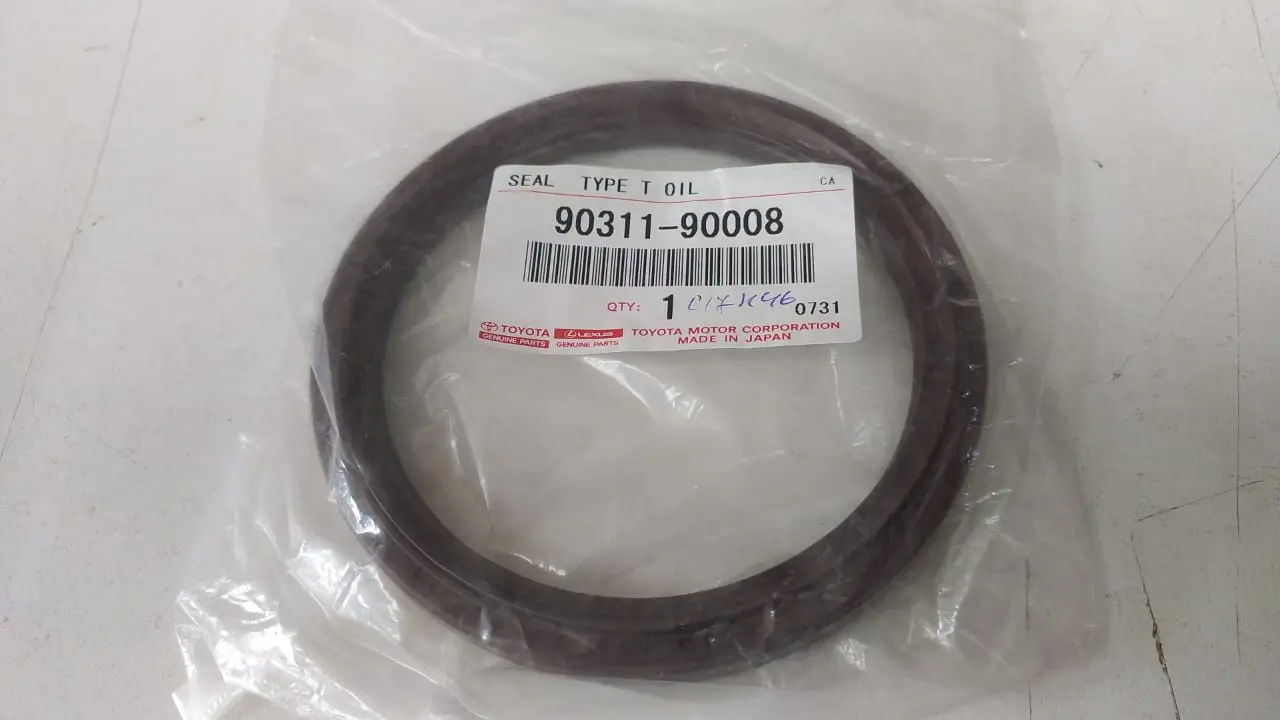 SEAL TYPE T OIL CA
90311-90008
QTY: 1 0731
TOYOTA LEXUS TOYOTA MOTOR CORPORATION
GENUINE PARTS GENUINE PARTS MADE IN JAPAN